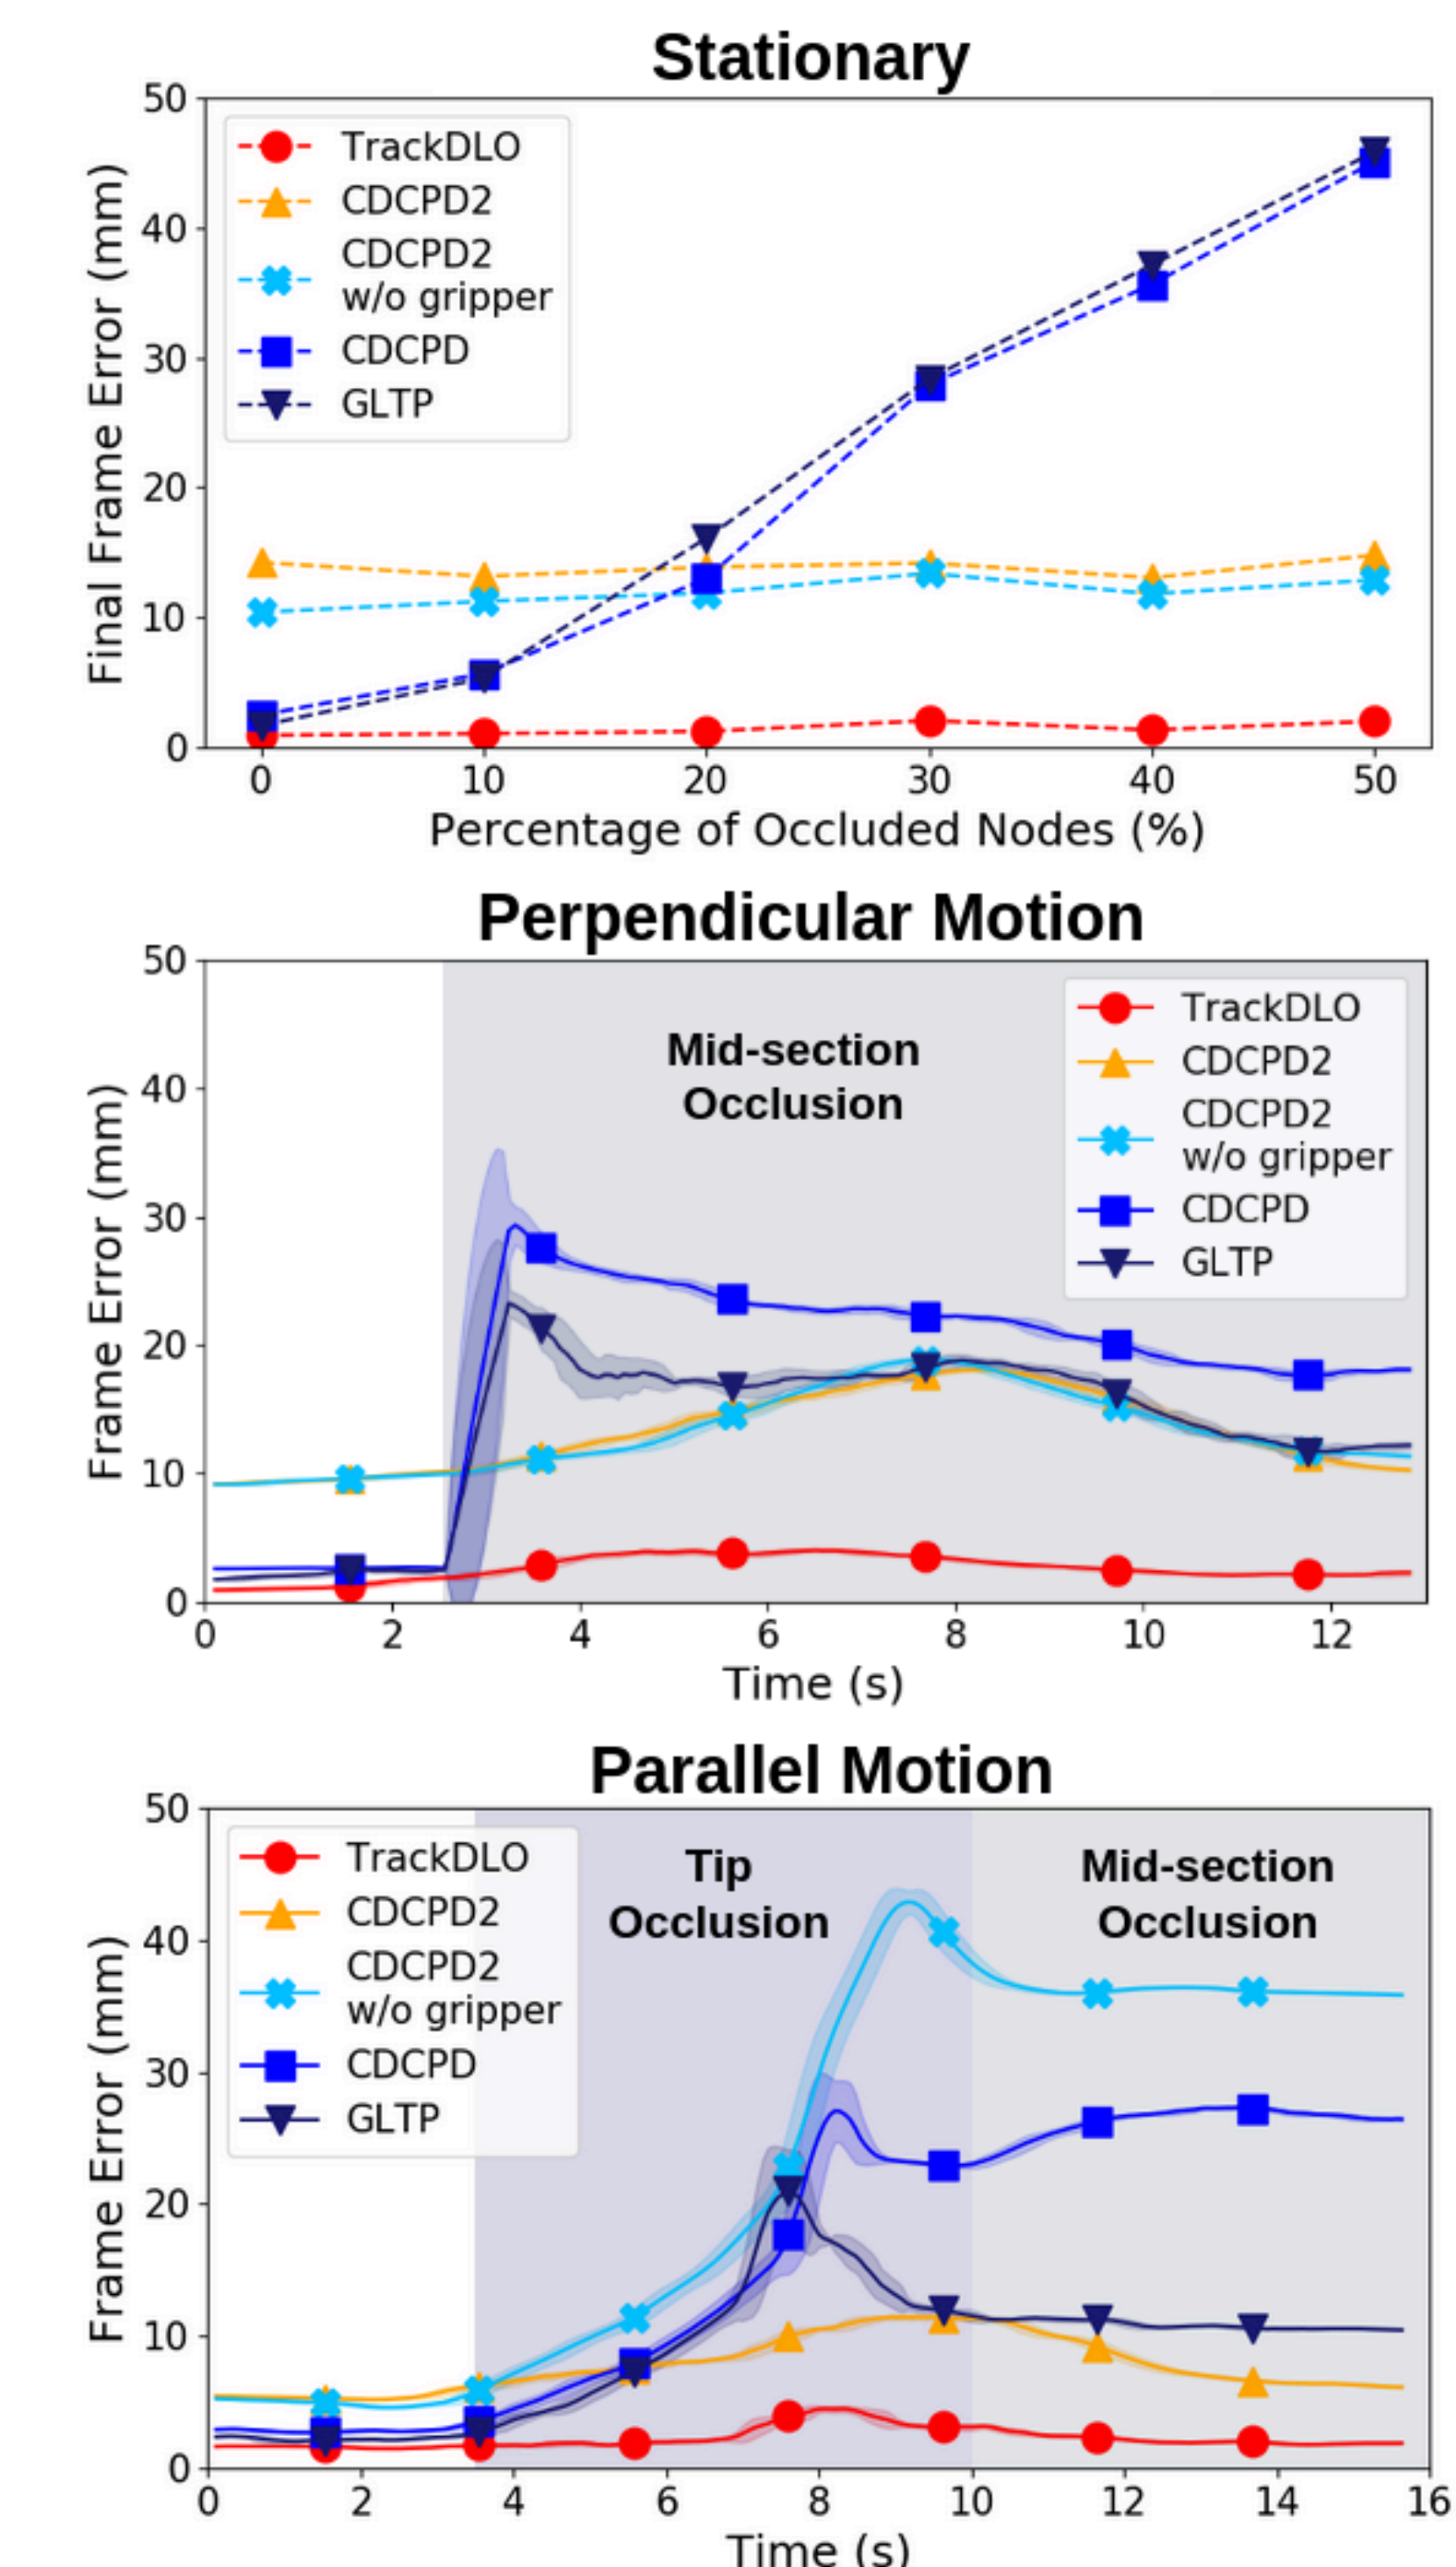 Stationary
50
40
30
20
10
0
Final Frame Error (mm)
TrackDLO
CDCPD2
CDCPD2
w/o gripper
CDCPD
GLTP
0 10 20 30 40 50
Percentage of Occluded Nodes (%)
Perpendicular Motion
50
40
30
20
10
0
Frame Error (mm)
Mid-section
Occlusion
TrackDLO
CDCPD2
CDCPD2
w/o gripper
CDCPD
GLTP
0 2 4 6 8 10 12
Time (s)
Parallel Motion
50
40
30
20
10
0
Frame Error (mm)
TrackDLO
CDCPD2
CDCPD2
w/o gripper
CDCPD
GLTP
Tip
Occlusion
Mid-section
Occlusion
0 2 4 6 8 10 12 14 16
Time (s)